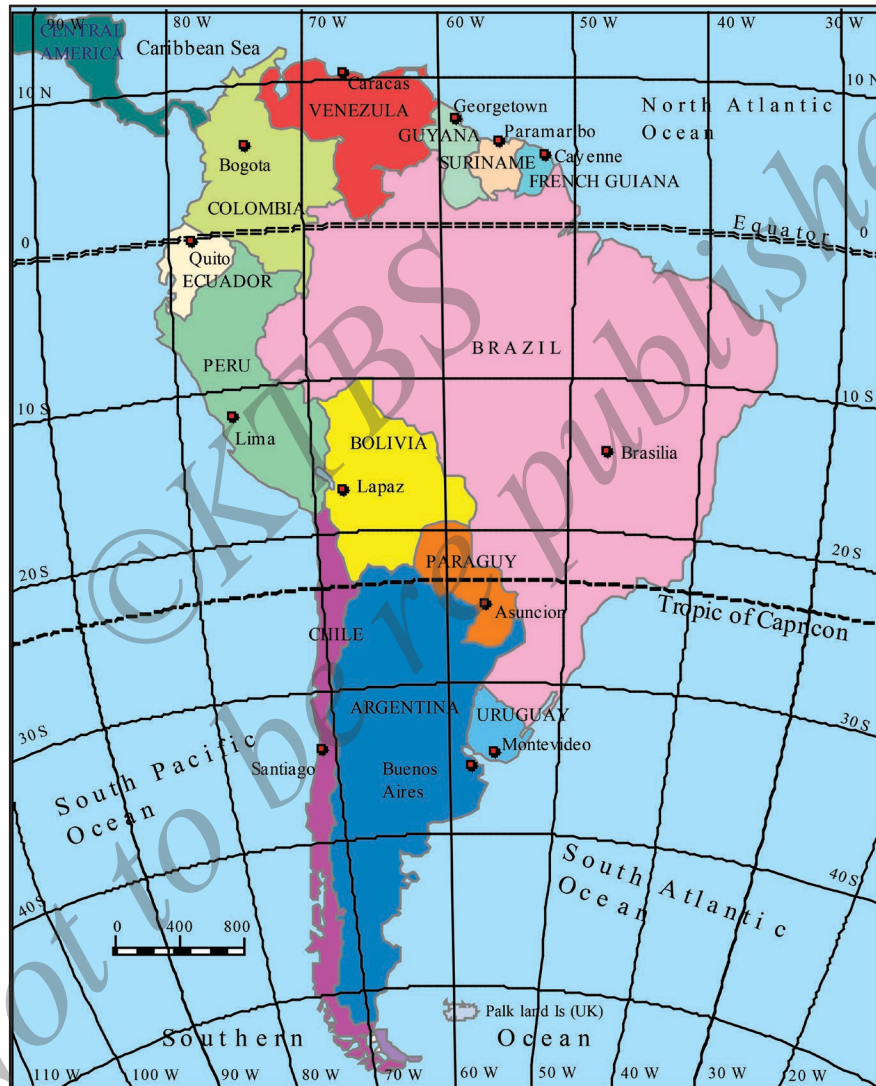 90 W
80 W
70 W
60 W
50 W
40 W
30 W
CENTRAL
AMERICA
Caribbean Sea
10 N
10 N
Caracas
VENEZULA
Georgetown
North Atlantic
Ocean
GUYANA
Paramaribo
Bogota
SURINAME
Cayenne
FRENCH GUIANA
COLOMBIA
Equator
0
0
Quito
ECUADOR
PERU
BRAZIL
10 S
10 S
Lima
BOLIVIA
Brasilia
Lapaz
20 S
20 S
PARAGUY
Asuncion
Tropic of Capricon
CHILE
30 S
30 S
ARGENTINA
URUGUAY
Montevideo
South Pacific
Ocean
Santiago
Buenos
Aires
South Atlantic
Ocean
40 S
40 S
0 400 800
Palk land Is (UK)
Southern Ocean
110 W
100 W
90 W
80 W
70 W
60 W
50 W
40 W
30 W
20 W
©KTBS
Not to be republished